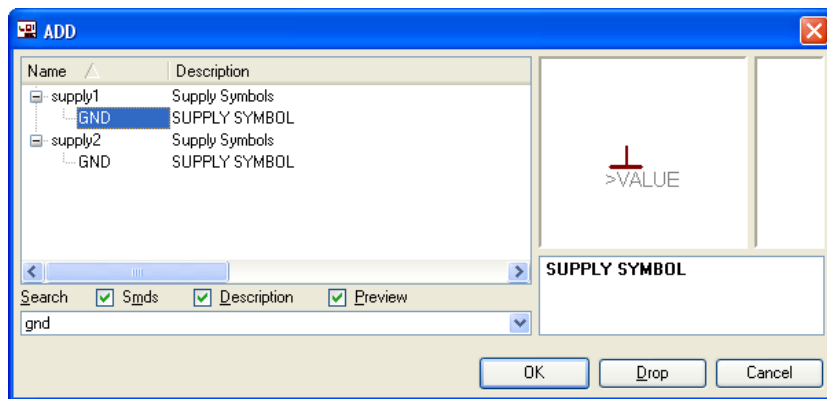 ADD
Name Description
supply1 Supply Symbols
GND SUPPLY SYMBOL
supply2 Supply Symbols
GND SUPPLY SYMBOL
>VALUE
SUPPLY SYMBOL
Search Smds Description Preview
gnd
OK Drop Cancel